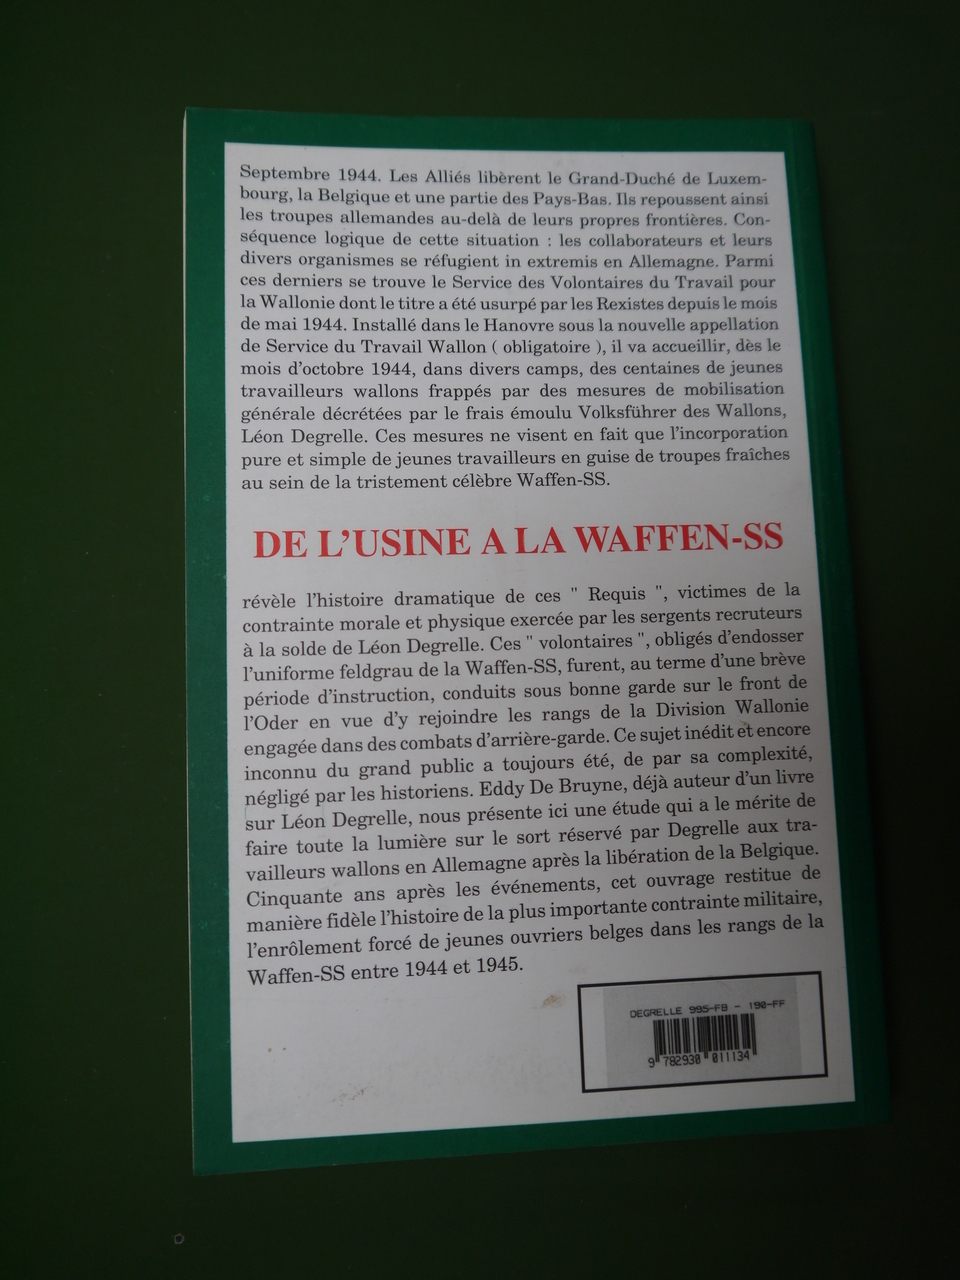 Septembre 1944. Les Alliés libèrent le Grand-Duché de Luxem-
bourg, la Belgique et une partie des Pays-Bas. Ils repoussent ainsi
les troupes allemandes au-delà de leurs propres frontières. Con-
séquence logique de cette situation : les collaborateurs et leurs
divers organismes se réfugient in extremis en Allemagne. Parmi
ces derniers se trouve le Service des Volontaires du Travail pour
la Wallonie dont le titre a été usurpé par les Rexistes depuis le mois
de mai 1944. Installé dans le Hanovre sous la nouvelle appellation
de Service du Travail Wallon ( obligatoire ), il va accueillir, dès le
mois d'octobre 1944, dans divers camps, des centaines de jeunes
travailleurs wallons frappés par des mesures de mobilisation
générale décrétées par le frais émoulu Volksführer des Wallons,
Léon Degrelle. Ces mesures ne visent en fait que l'incorporation
pure et simple de jeunes travailleurs en guise de troupes fraîches
au sein de la tristement célèbre Waffen-SS.
DE L'USINE A LA WAFFEN-SS
révèle l'histoire dramatique de ces " Requis ", victimes de la
contrainte morale et physique exercée par les sergents recruteurs
à la solde de Léon Degrelle. Ces " volontaires ", obligés d'endosser
l'uniforme feldgrau de la Waffen-SS, furent, au terme d'une brève
période d'instruction, conduits sous bonne garde sur le front de
l'Oder en vue d'y rejoindre les rangs de la Division Wallonie
engagée dans des combats d'arrière-garde. Ce sujet inédit et encore
inconnu du grand public a toujours été, de par sa complexité,
négligé par les historiens. Eddy De Bruyne, déjà auteur d'un livre
sur Léon Degrelle, nous présente ici une étude qui a le mérite de
faire toute la lumière sur le sort réservé par Degrelle aux tra-
vailleurs wallons en Allemagne après la libération de la Belgique.
Cinquante ans après les événements, cet ouvrage restitue de
manière fidèle l'histoire de la plus importante contrainte militaire,
l'enrôlement forcé de jeunes ouvriers belges dans les rangs de la
Waffen-SS entre 1944 et 1945.
DEGRELLE 995-FB - 190-FF
9 782930 011134